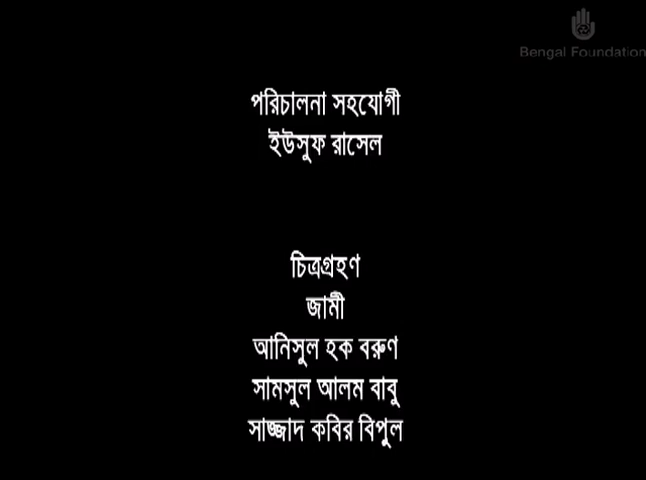 Bengal Foundation
পরিচালনা সহযোগী
ইউসুফ রাসেল
চিত্রগ্রহণ
জামী
আনিসুল হক বরুণ
সামসুল আলম বাবু
সাজ্জাদ কবির বিপুল